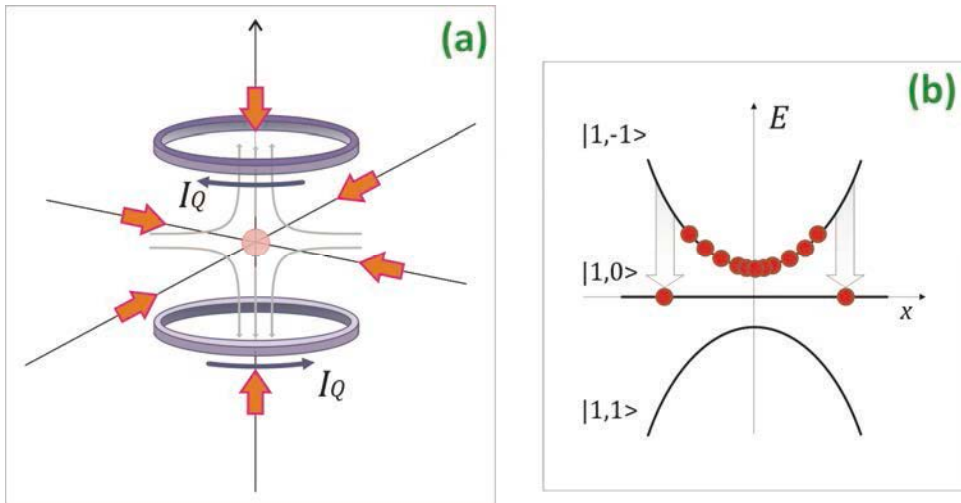 (a)
I_Q
I_Q
(b)
E
|1,-1>
|1,0>
x
|1,1>